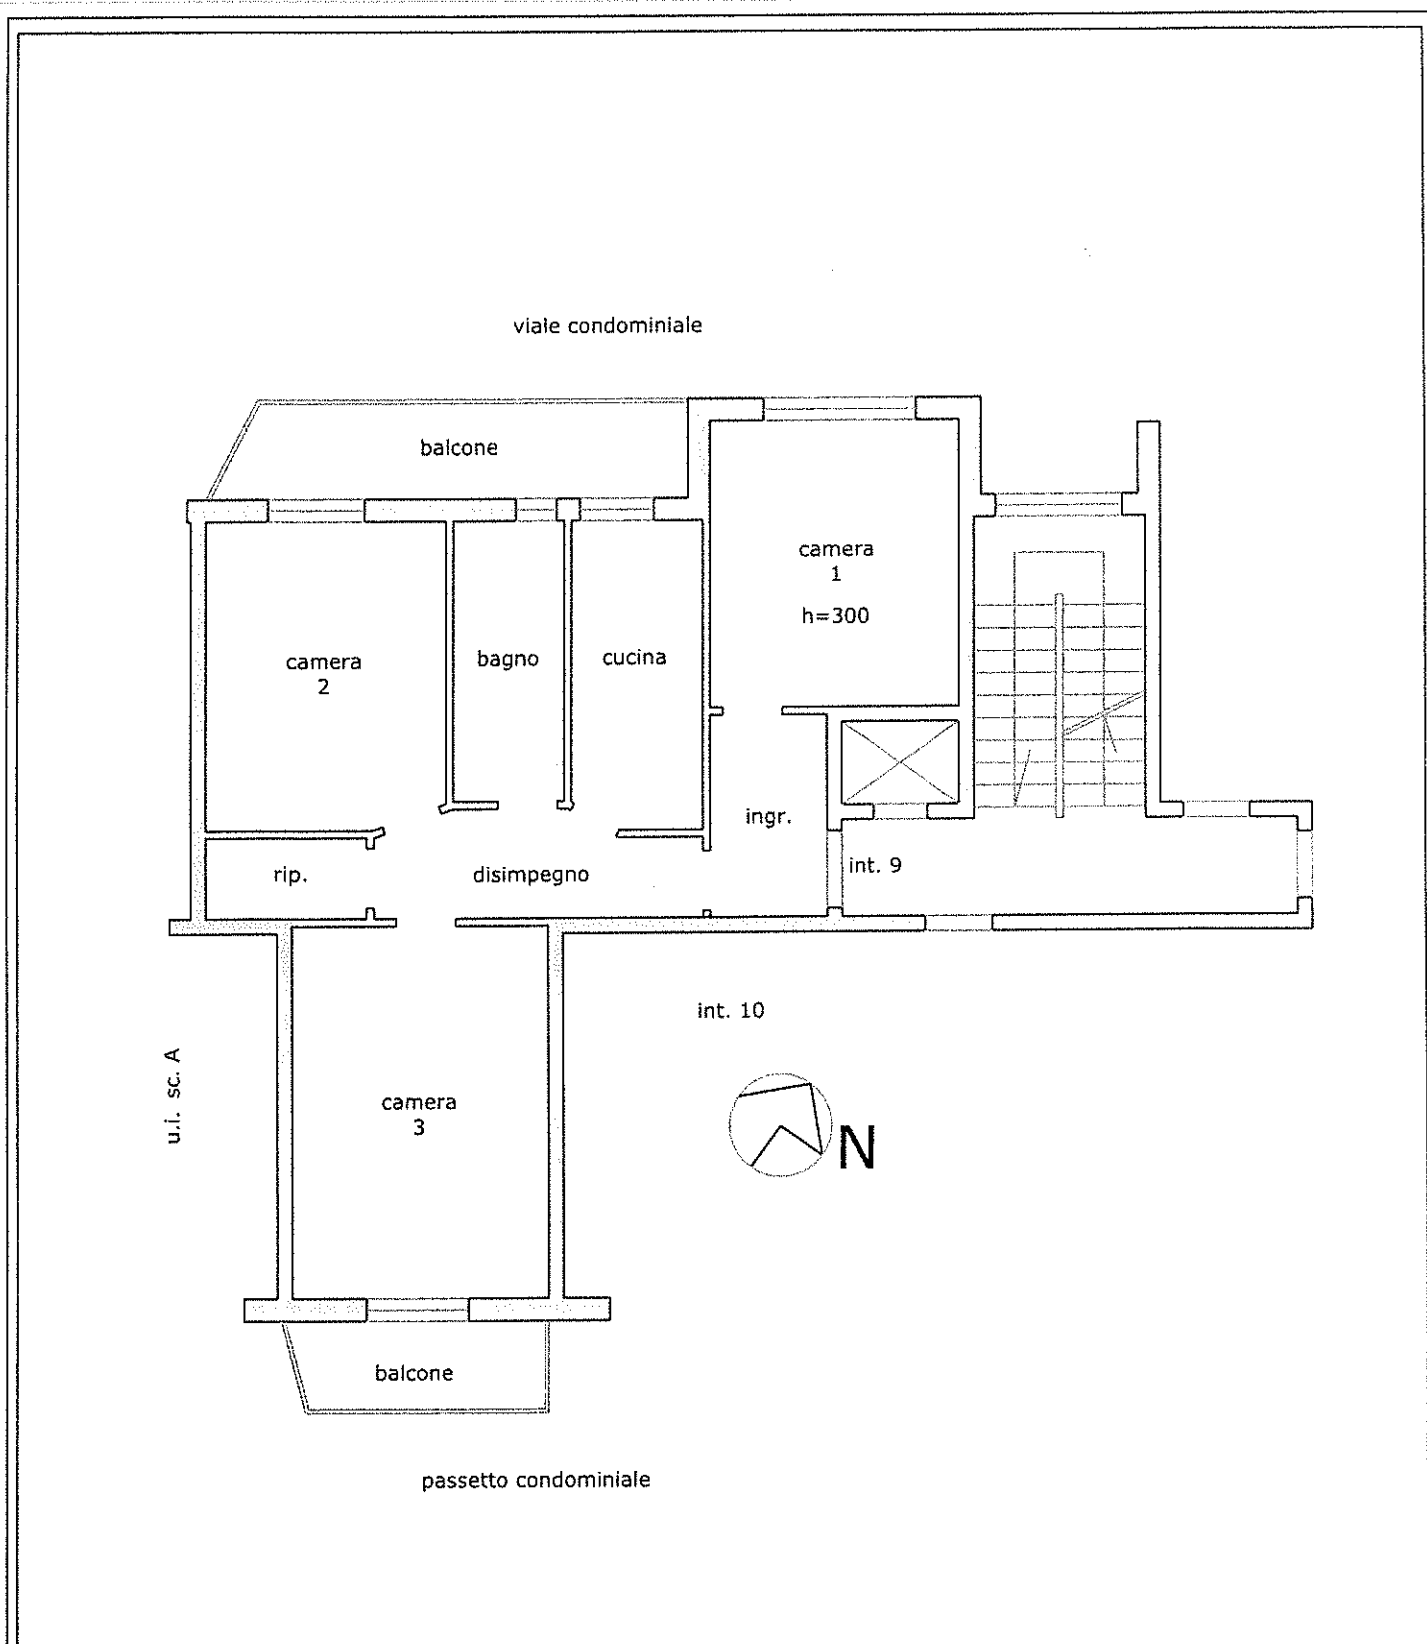 viale condominiale
balcone
camera
1
h=300
camera
2
bagno
cucina
ingr.
rip.
disimpegno
int. 9
int. 10
u.i. sc. A
camera
3
N
balcone
passetto condominiale